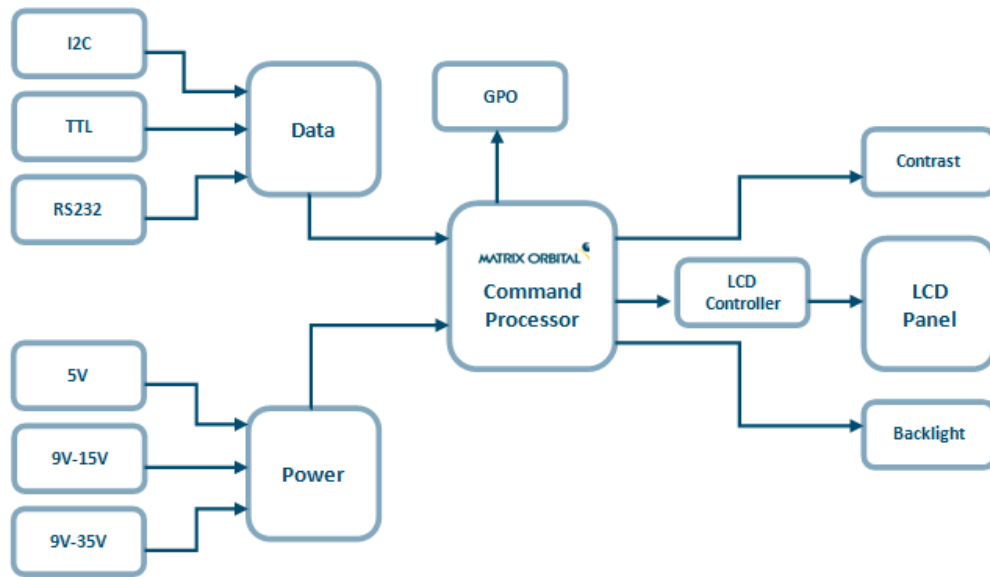 I2C
TTL
RS232
Data
GPO
5V
9V-15V
9V-35V
Power
MATRIX ORBITAL
Command
Processor
Contrast
LCD
Controller
LCD
Panel
Backlight